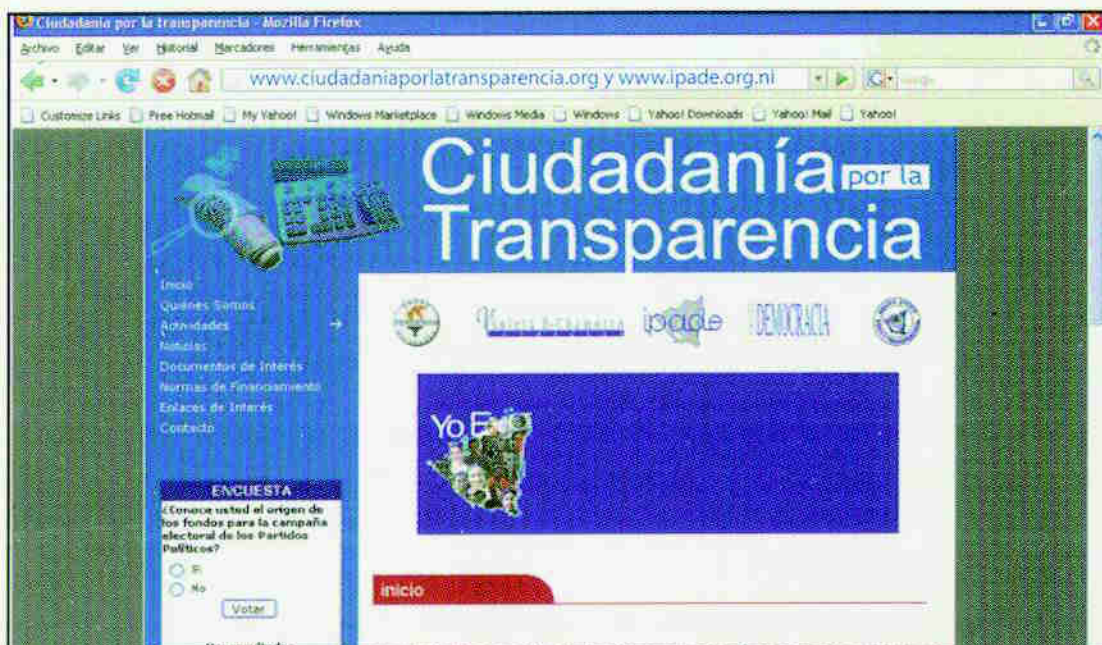 Ciudadanía por la transparencia - Mozilla Firefox
Archivo Editar Ver Historial Marcadores Herramientas Ayuda
www.ciudadaniaporlatransparencia.org y www.ipade.org.ni
Customize Links Free Hotmail My Yahoo! Windows Marketplace Windows Media Windows Yahoo! Downloads Yahoo! Mail Yahoo!
Ciudadanía por la
Transparencia
Inicio
Quiénes Somos
Actividades
Noticias
Documentos de Interés
Normas de Financiamiento
Enlaces de Interés
Contacto
ipade DEMOCRACIA
Yo Exijo
ENCUESTA
¿Conoce usted el origen de
los fondos para la campaña
electoral de los Partidos
Políticos?
Si
No
Votar
inicio